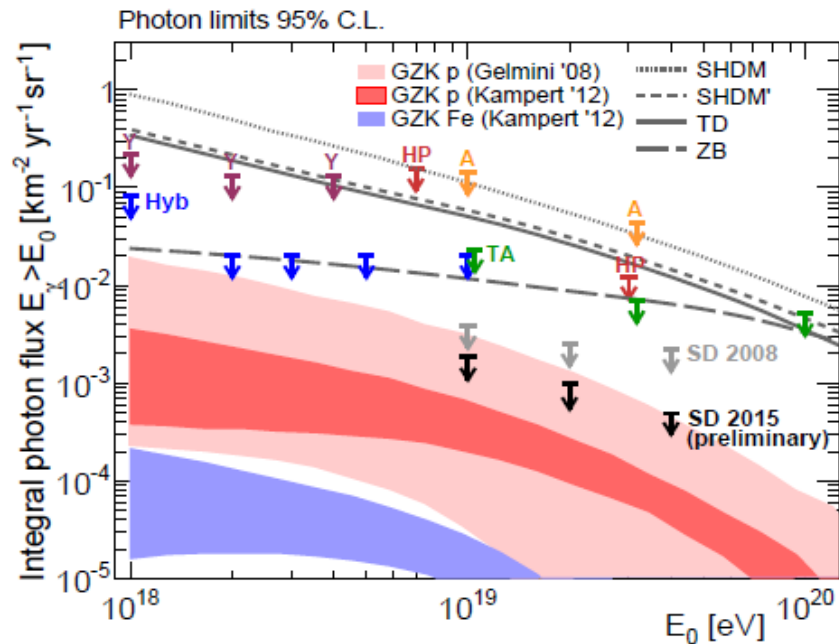 Photon limits 95% C.L.
Integral photon flux Eγ>E0 [km-2 yr-1 sr-1]
1
10-1
10-2
10-3
10-4
10-5
GZK p (Gelmini '08)
GZK p (Kampert '12)
GZK Fe (Kampert '12)
SHDM
SHDM'
TD
ZB
Y
Y
Y
HP
A
A
Hyb
TA
HP
SD 2008
SD 2015
(preliminary)
1018
1019
1020
E0 [eV]